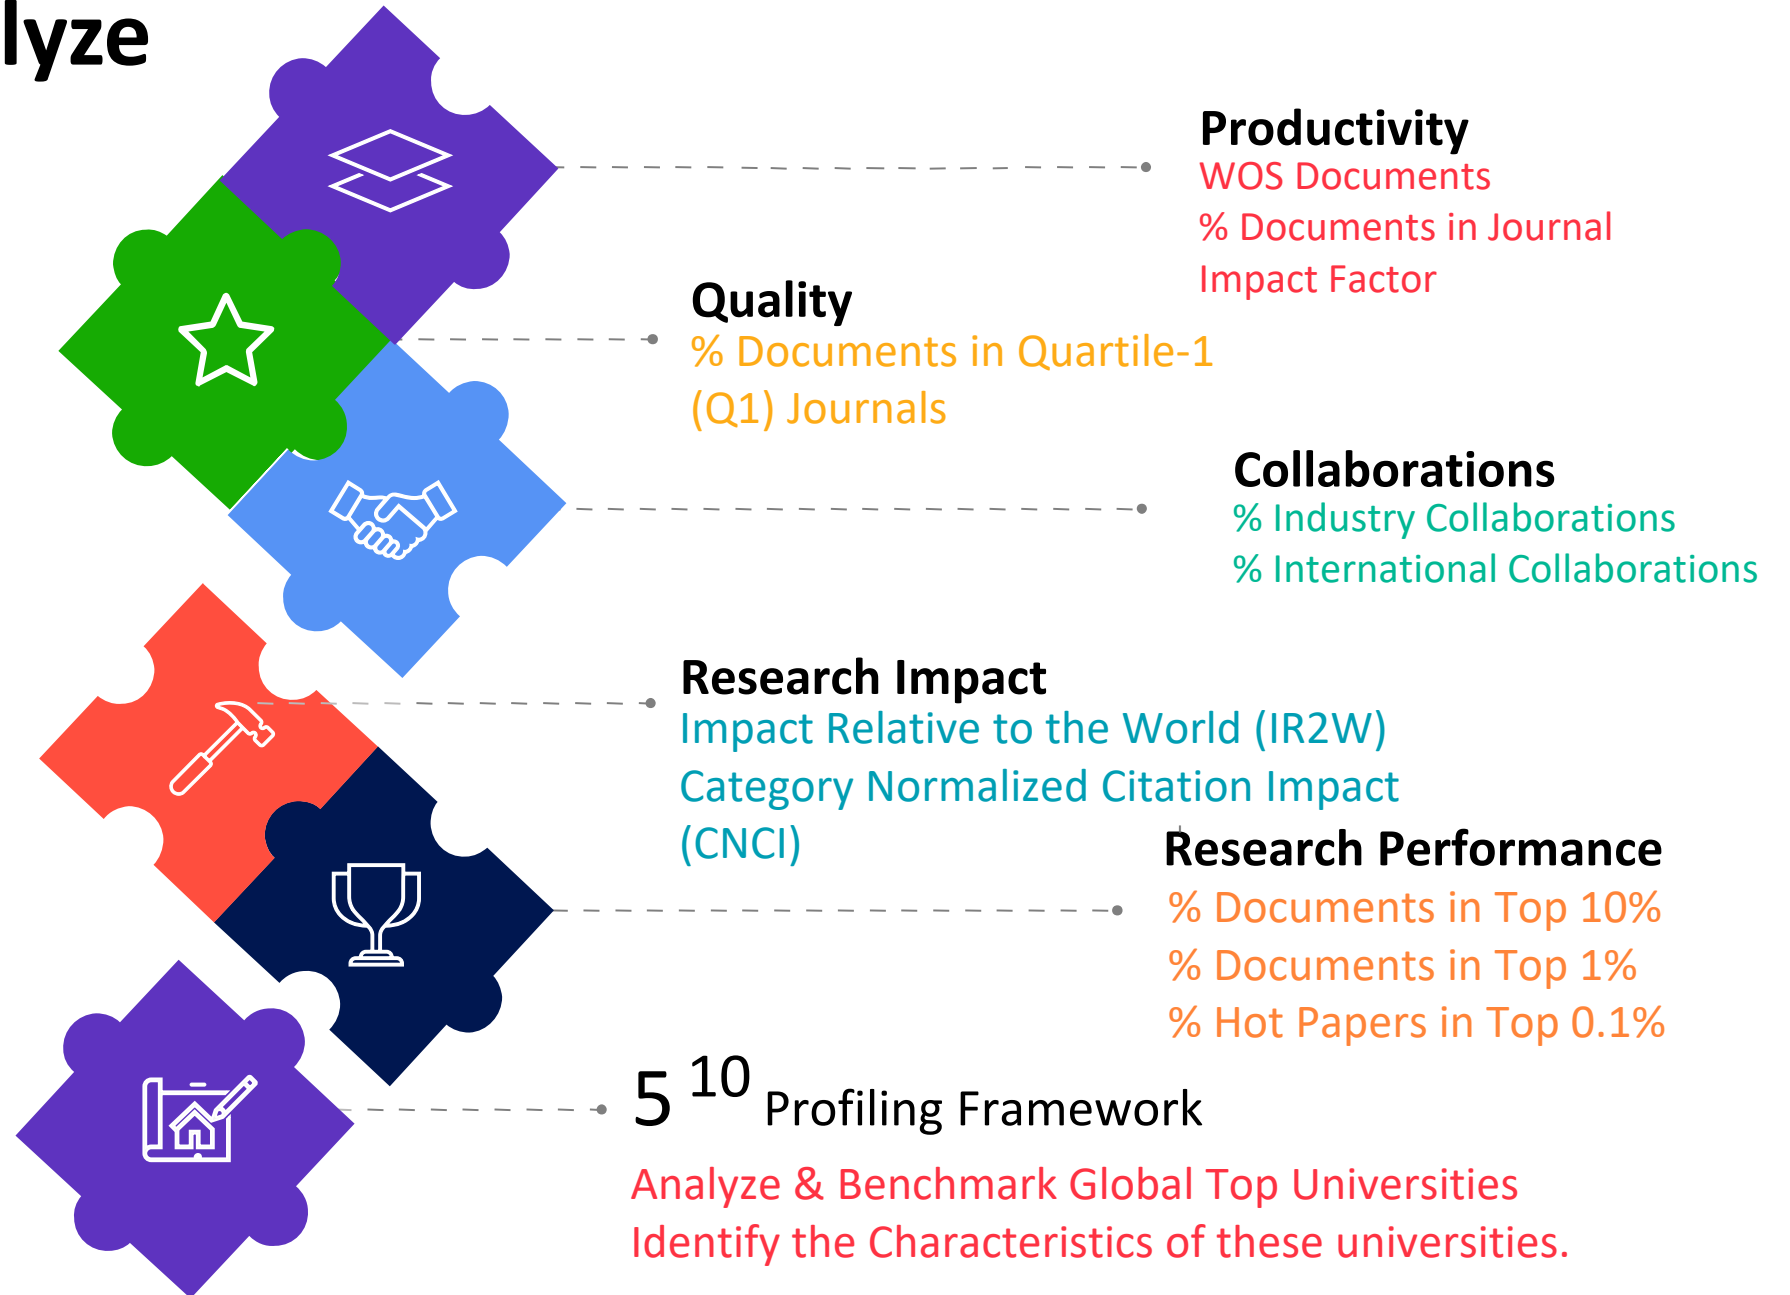 lyze
Productivity
WOS Documents
% Documents in Journal
Impact Factor
Quality
% Documents in Quartile-1
(Q1) Journals
Collaborations
% Industry Collaborations
% International Collaborations
Research Impact
Impact Relative to the World (IR2W)
Category Normalized Citation Impact
(CNCI)
Research Performance
% Documents in Top 10%
% Documents in Top 1%
% Hot Papers in Top 0.1%
5 10 Profiling Framework
Analyze & Benchmark Global Top Universities
Identify the Characteristics of these universities.